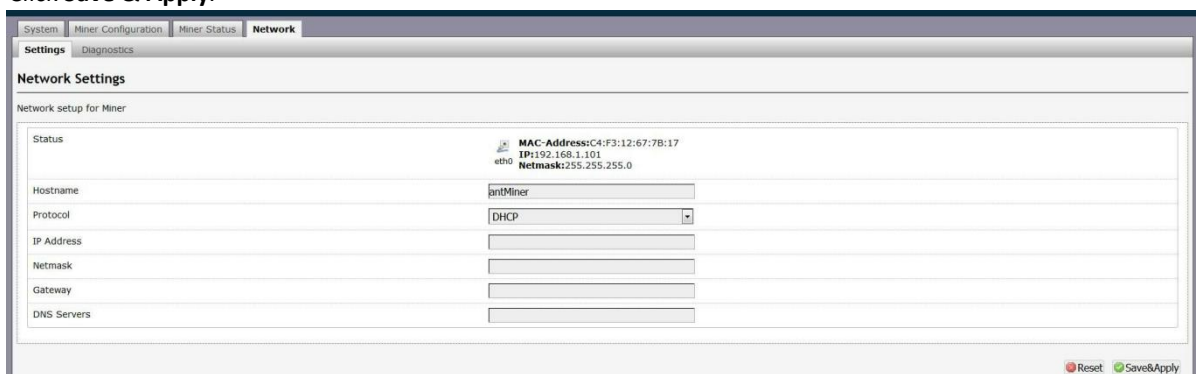 Click Save & Apply.
System Miner Configuration Miner Status Network
Settings Diagnostics
Network Settings
Network setup for Miner
Status
MAC-Address:C4:F3:12:67:7B:17
IP:192.168.1.101
eth0
Netmask:255.255.255.0
Hostname antMiner
Protocol DHCP
IP Address
Netmask
Gateway
DNS Servers
Reset Save&Apply